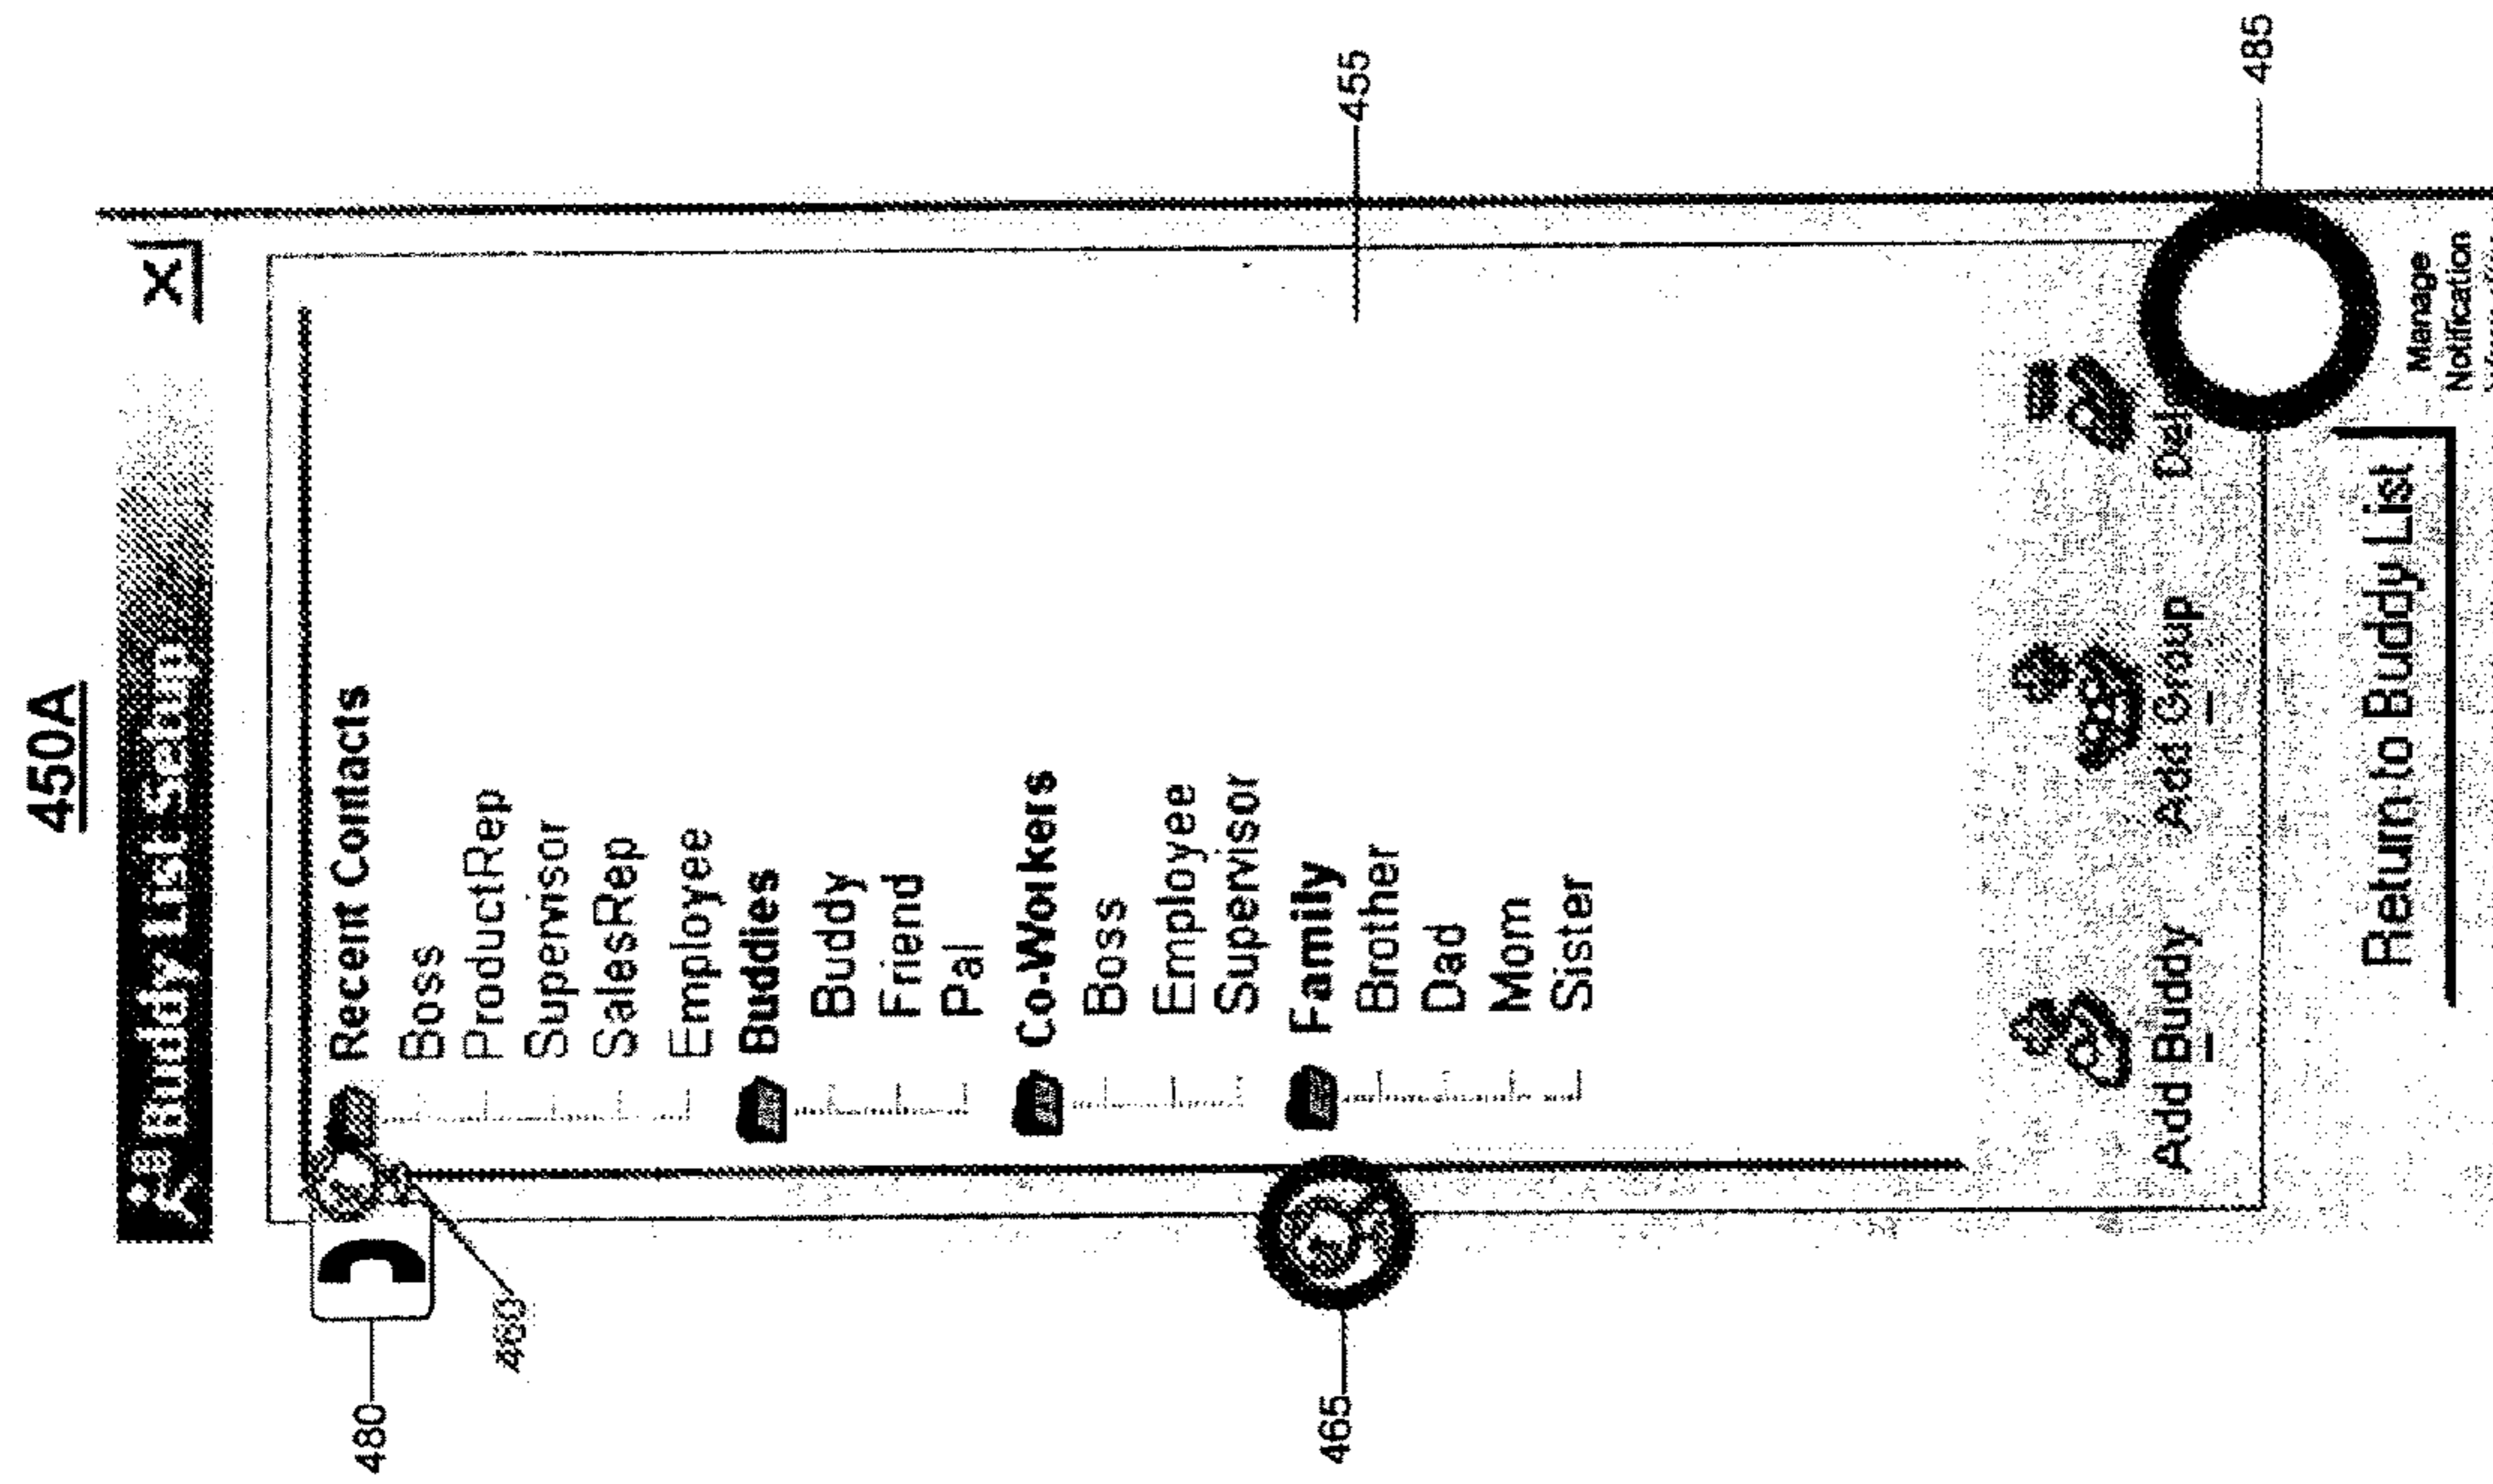 450A
Buddy List Setup
X
Recent Contacts
Boss
ProductRep
Supervisor
SalesRep
Employee
Buddies
Buddy
Friend
Pal
Co-Workers
Boss
Employee
Supervisor
Family
Brother
Dad
Mom
Sister
Add Buddy
Add Group
Return to Buddy List
Manage
Notification
480
465
455
485